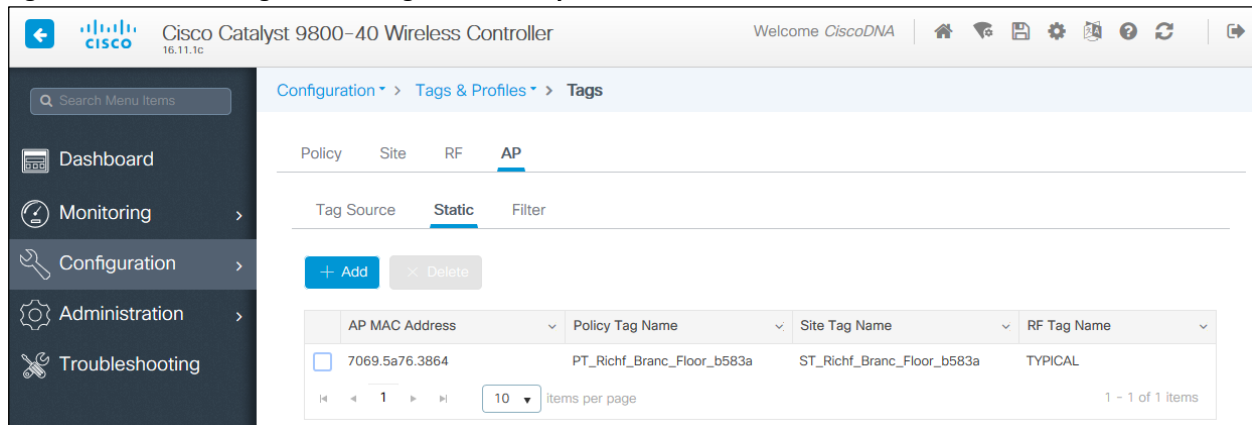 CISCO
Cisco Catalyst 9800-40 Wireless Controller
16.11.1c
Welcome CiscoDNA
Search Menu Items
Dashboard
Monitoring
Configuration
Administration
Troubleshooting
Configuration > Tags & Profiles > Tags
Policy Site RF AP
Tag Source Static Filter
+ Add × Delete
AP MAC Address Policy Tag Name Site Tag Name RF Tag Name
7069.5a76.3864 PT_Richf_Branc_Floor_b583a ST_Richf_Branc_Floor_b583a TYPICAL
1 10 items per page 1 - 1 of 1 items